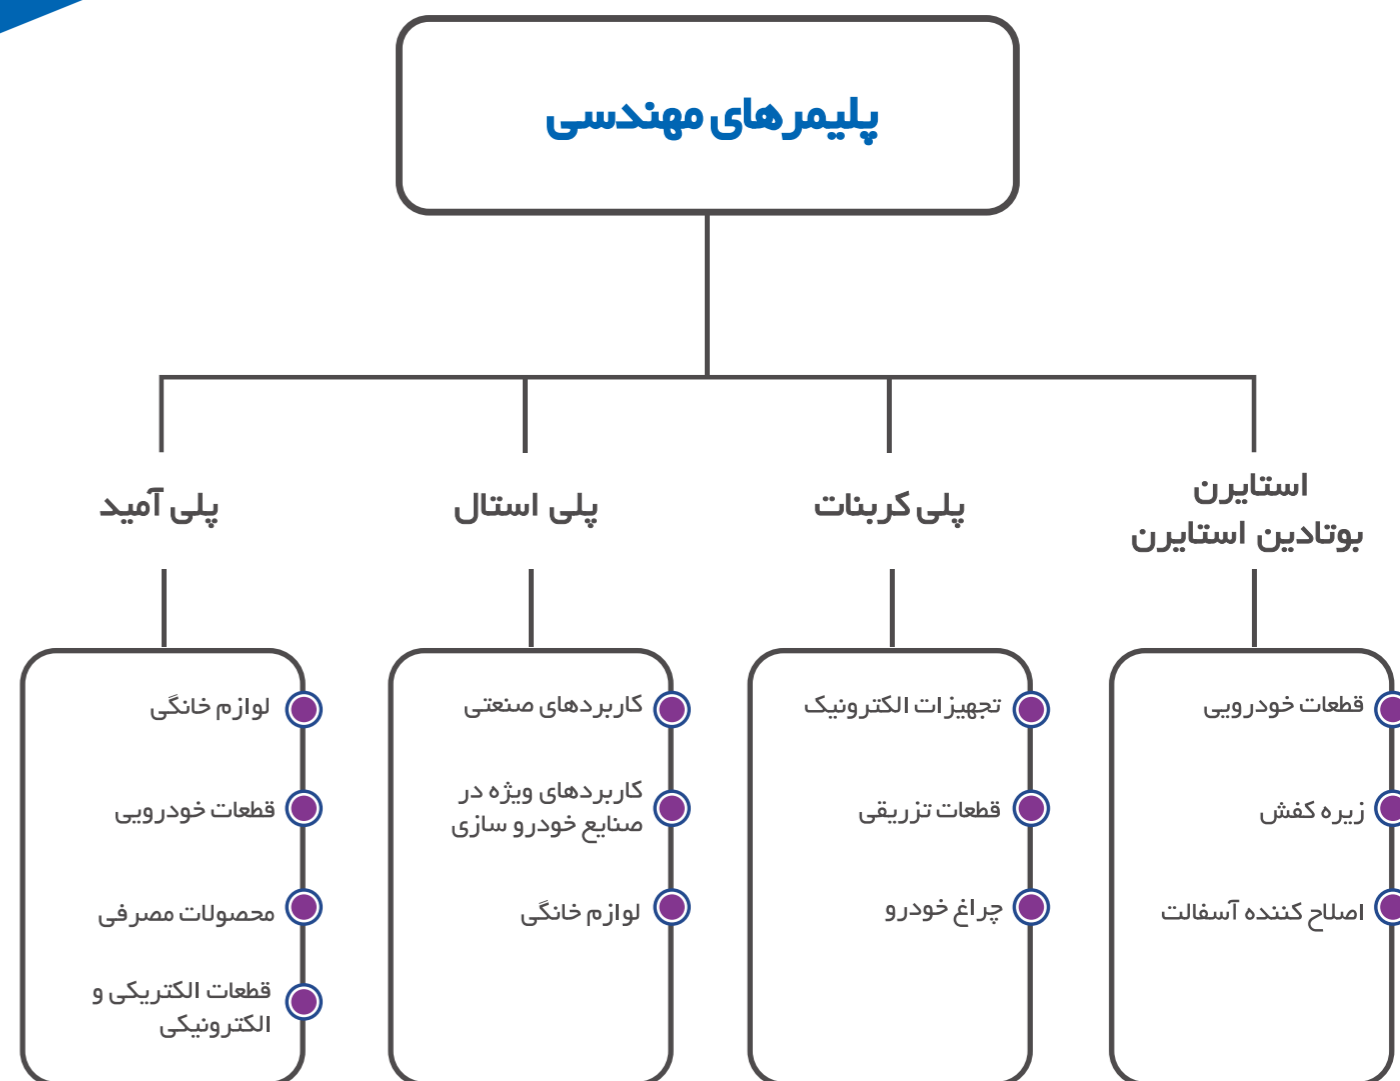 پلیمرهای مهندسی
استایرن
بوتادین استایرن
قطعات خودرویی
زیره کفش
اصلاح کننده آسفالت
پلی کربنات
تجهیزات الکترونیک
قطعات تزریقی
چراغ خودرو
پلی استال
کاربردهای صنعتی
کاربردهای ویژه در
صنایع خودرو سازی
لوازم خانگی
پلی آمید
لوازم خانگی
قطعات خودرویی
محصولات مصرفی
قطعات الکتریکی و
الکترونیکی